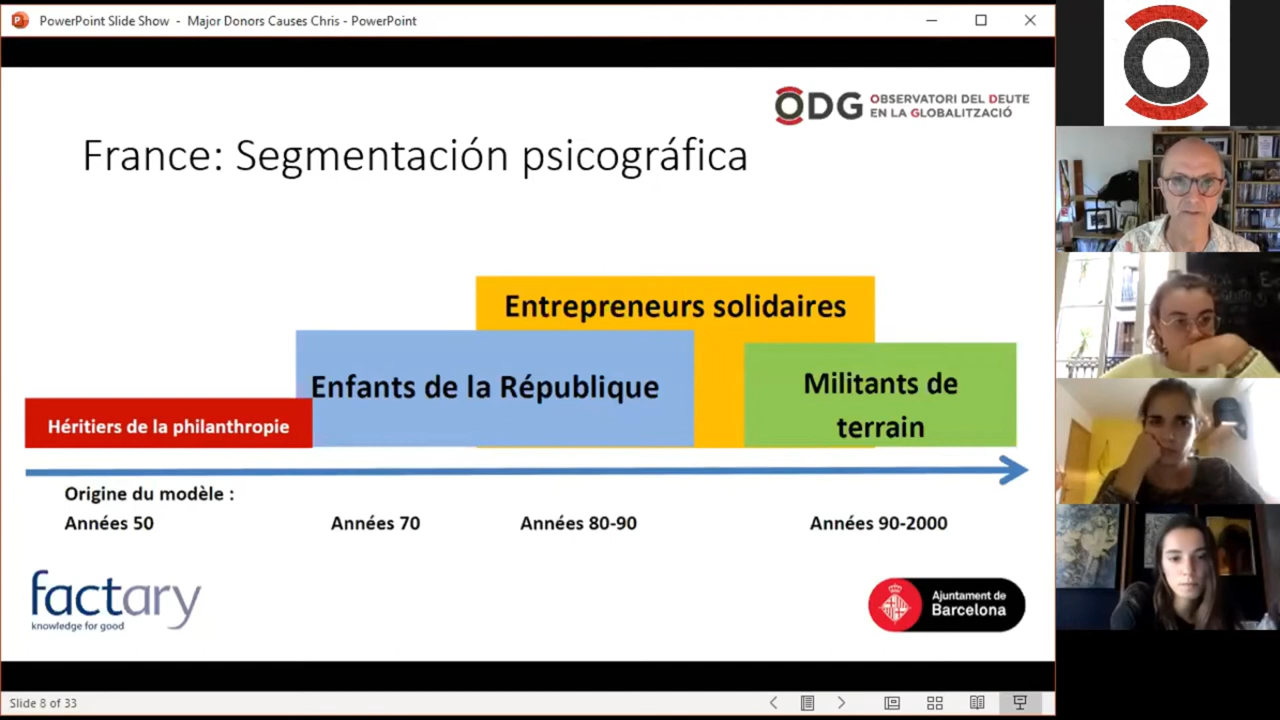 PowerPoint Slide Show - Major Donors Causes Chris - PowerPoint
ODG OBSERVATORI DEL DEUTE
EN LA GLOBALITZACIÓ
France: Segmentación psicográfica
Entrepreneurs solidaires
Enfants de la République
Militants de
terrain
Héritiers de la philanthropie
Origine du modèle :
Années 50
Années 70
Années 80-90
Années 90-2000
factary
knowledge for good
Ajuntament de
Barcelona
Slide 8 of 33